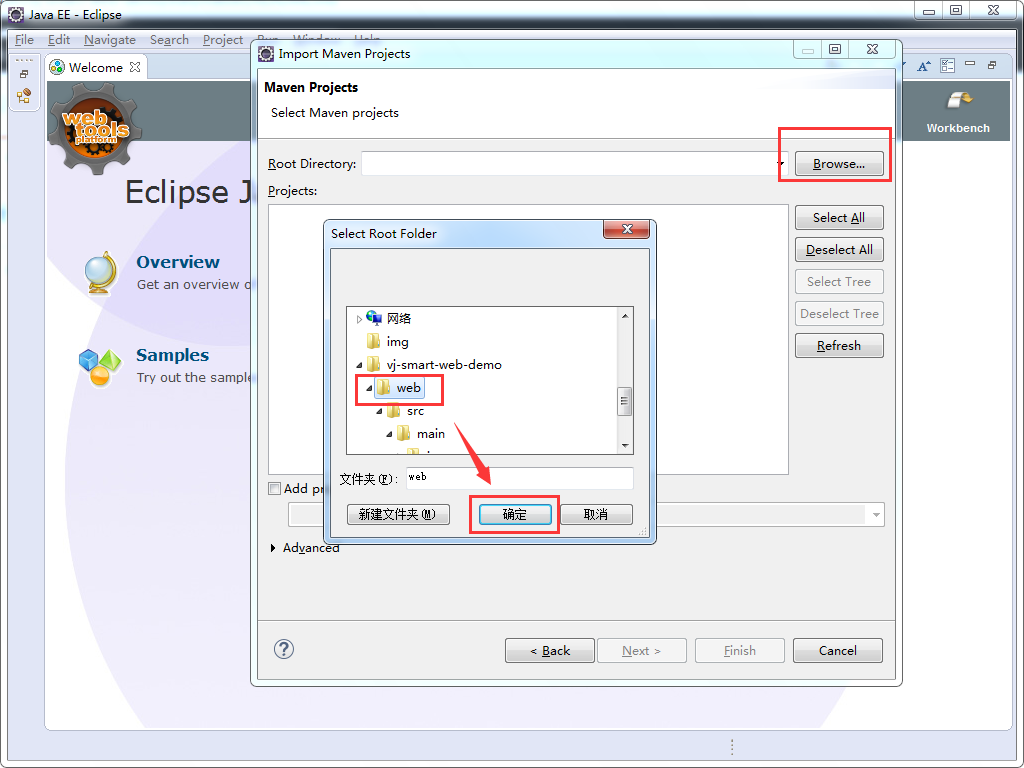 Java EE - Eclipse
File Edit Navigate Search Project Run Window Help
Import Maven Projects
Welcome
Maven Projects
Select Maven projects
web
tools
platform
Workbench
Root Directory:
Browse...
Projects:
Eclipse J
Select All
Select Root Folder
Deselect All
Overview
Get an overview o
Select Tree
网络
Deselect Tree
img
Refresh
vj-smart-web-demo
Samples
Try out the sample
web
src
main
文件夹(F):
web
Add pr
新建文件夹(M)
确定
取消
Advanced
?
< Back
Next >
Finish
Cancel